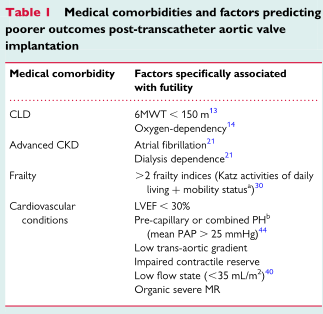 Table 1 Medical comorbidities and factors predicting
poorer outcomes post-transcatheter aortic valve
implantation
Medical comorbidity Factors specifically associated
with futility
CLD 6MWT < 150 m13
Oxygen-dependency14
Advanced CKD Atrial fibrillation21
Dialysis dependence21
Frailty >2 frailty indices (Katz activities of daily
living + mobility statusa)30
Cardiovascular LVEF < 30%
conditions Pre-capillary or combined PHb
(mean PAP > 25 mmHg)44
Low trans-aortic gradient
Impaired contractile reserve
Low flow state (<35 mL/m2)40
Organic severe MR